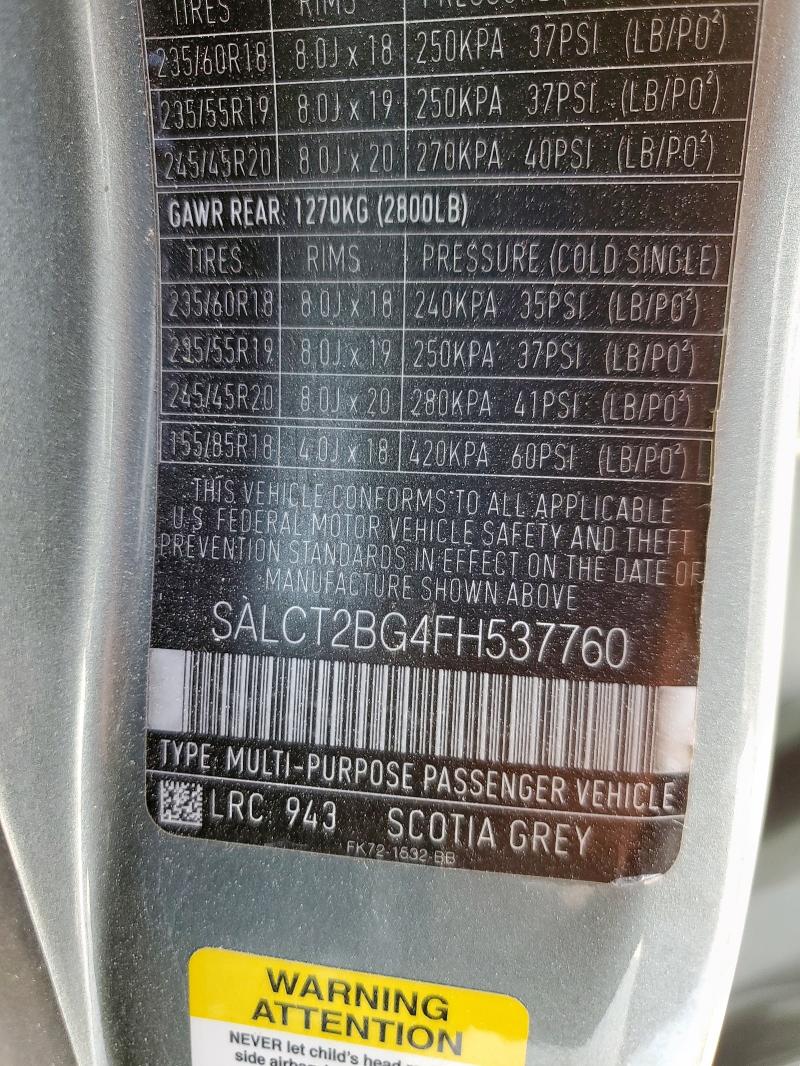 TIRES RIMS PRESSURE
235/60R18 8.0J x 18 250KPA 37PSI (LB/PO²)
235/55R19 8.0J x 19 250KPA 37PSI (LB/PO²)
245/45R20 8.0J x 20 270KPA 40PSI (LB/PO²)
GAWR REAR: 1270KG (2800LB)
TIRES RIMS PRESSURE (COLD SINGLE)
235/60R18 8.0J x 18 240KPA 35PSI (LB/PO²)
235/55R19 8.0J x 19 250KPA 37PSI (LB/PO²)
245/45R20 8.0J x 20 280KPA 41PSI (LB/PO²)
155/85R18 4.0J x 18 420KPA 60PSI (LB/PO²)
THIS VEHICLE CONFORMS TO ALL APPLICABLE
U.S. FEDERAL MOTOR VEHICLE SAFETY AND THEFT
PREVENTION STANDARDS IN EFFECT ON THE DATE OF
MANUFACTURE SHOWN ABOVE
SALCT2BG4FH537760
TYPE: MULTI-PURPOSE PASSENGER VEHICLE
LRC: 943 SCOTIA GREY
FK72-1532-BB
WARNING
ATTENTION
NEVER let child's head
side